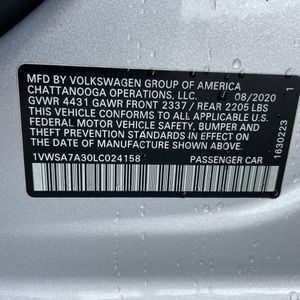 MFD BY VOLKSWAGEN GROUP OF AMERICA
CHATTANOOGA OPERATIONS, LLC. 08/2020
GVWR 4431 GAWR FRONT 2337 / REAR 2205 LBS
THIS VEHICLE CONFORMS TO ALL APPLICABLE U.S.
FEDERAL MOTOR VEHICLE SAFETY, BUMPER AND
THEFT PREVENTION STANDARDS IN EFFECT ON THE
DATE OF MANUFACTURE SHOWN ABOVE.
1VWSA7A30LC024158 PASSENGER CAR
1630223 1